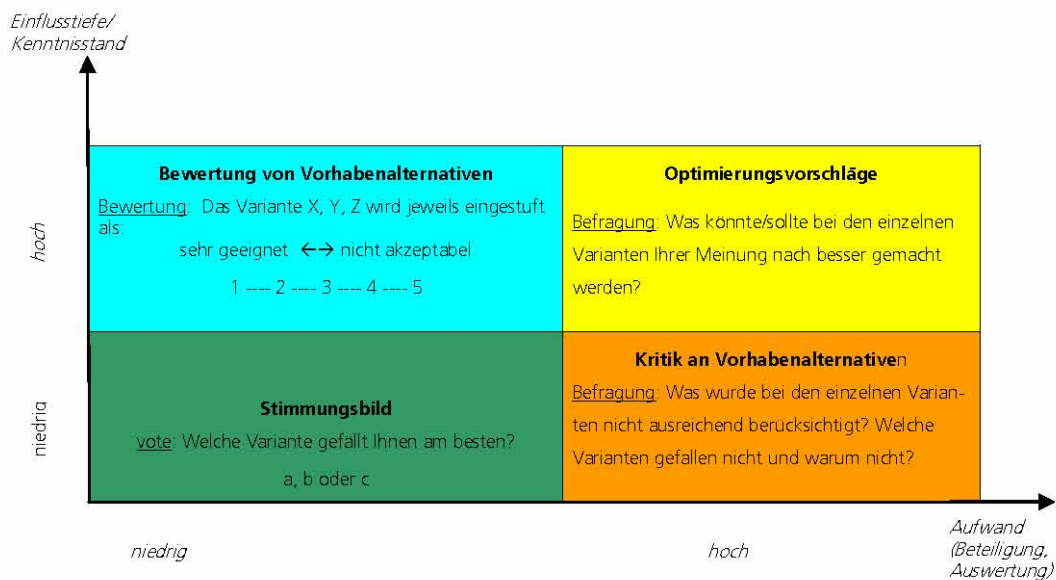 Einflusstiefe/
Kenntnisstand
hoch
Bewertung von Vorhabenalternativen
Bewertung: Das Variante X, Y, Z wird jeweils eingestuft
als:
sehr geeignet ←→ nicht akzeptabel
1 ---- 2 ---- 3 ---- 4 ---- 5
Optimierungsvorschläge
Befragung: Was könnte/sollte bei den einzelnen
Varianten Ihrer Meinung nach besser gemacht
werden?
niedrig
Stimmungsbild
vote: Welche Variante gefällt Ihnen am besten?
a, b oder c
Kritik an Vorhabenalternativen
Befragung: Was wurde bei den einzelnen Varian-
ten nicht ausreichend berücksichtigt? Welche
Varianten gefallen nicht und warum nicht?
niedrig
hoch
Aufwand
(Beteiligung,
Auswertung)